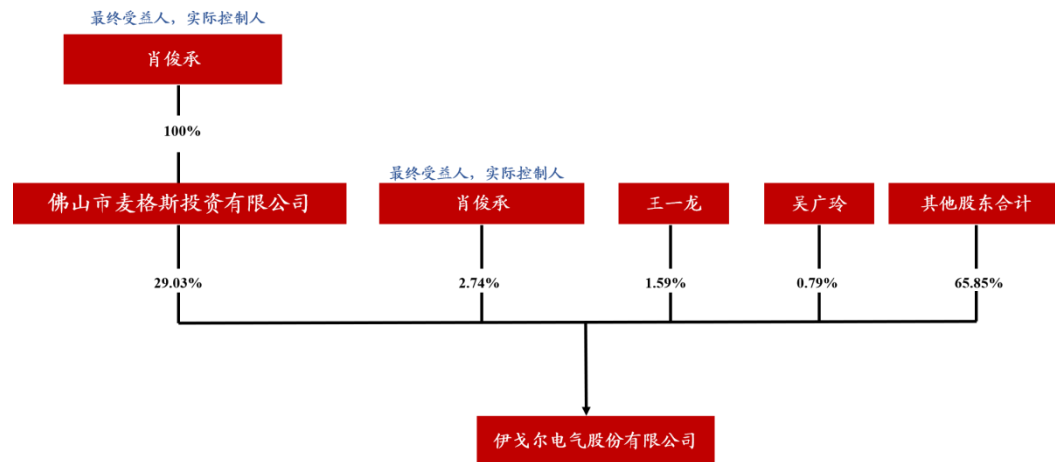 最终受益人，实际控制人
肖俊承
100%
最终受益人，实际控制人
佛山市麦格斯投资有限公司
肖俊承
王一龙
吴广玲
其他股东合计
29.03%
2.74%
1.59%
0.79%
65.85%
伊戈尔电气股份有限公司